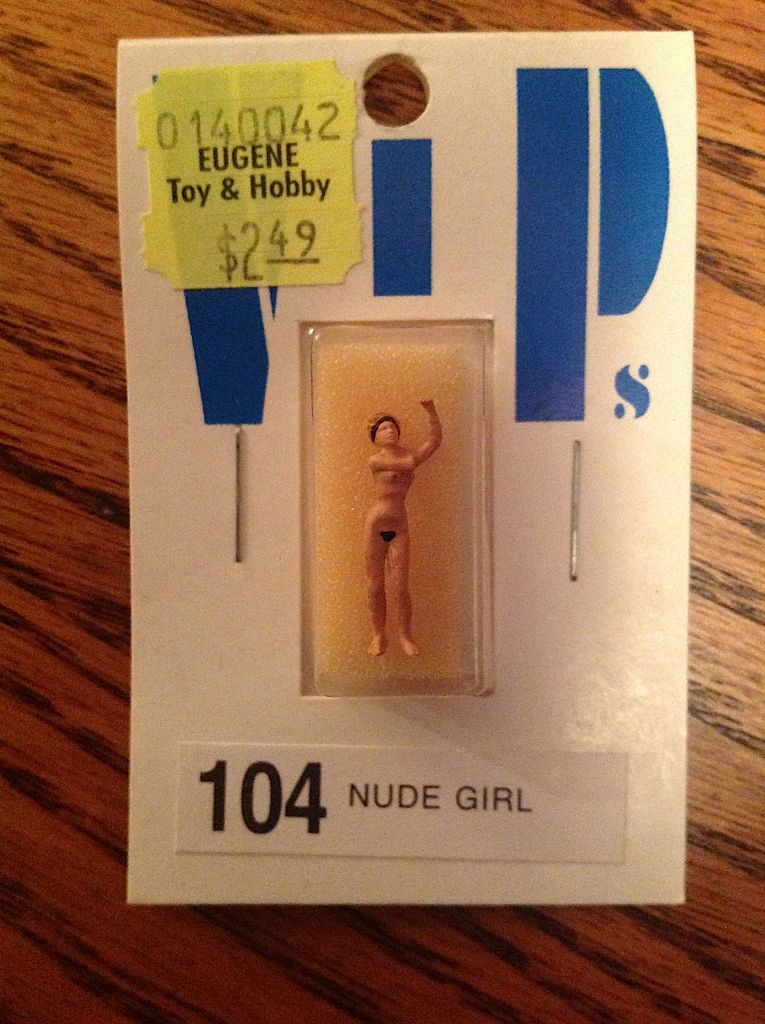 0140042
EUGENE
Toy & Hobby
$2.49
VIPs
104 NUDE GIRL